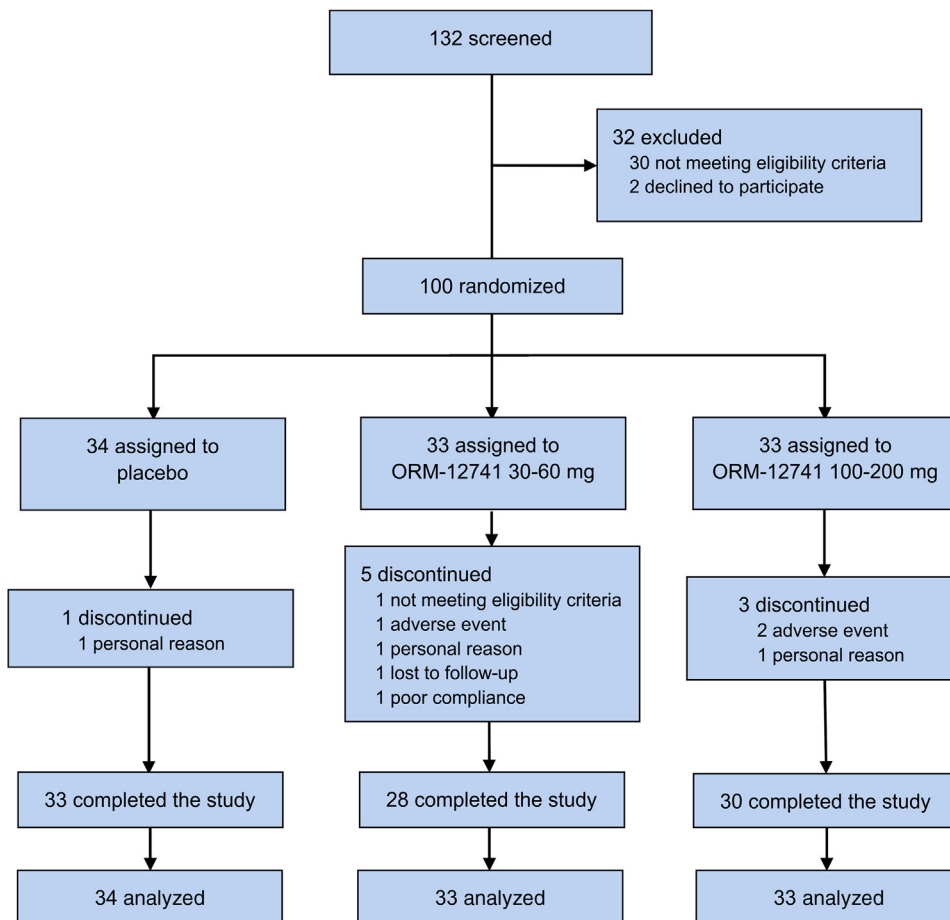 132 screened
32 excluded
30 not meeting eligibility criteria
2 declined to participate
100 randomized
34 assigned to
placebo
33 assigned to
ORM-12741 30-60 mg
33 assigned to
ORM-12741 100-200 mg
1 discontinued
1 personal reason
5 discontinued
1 not meeting eligibility criteria
1 adverse event
1 personal reason
1 lost to follow-up
1 poor compliance
3 discontinued
2 adverse event
1 personal reason
33 completed the study
28 completed the study
30 completed the study
34 analyzed
33 analyzed
33 analyzed